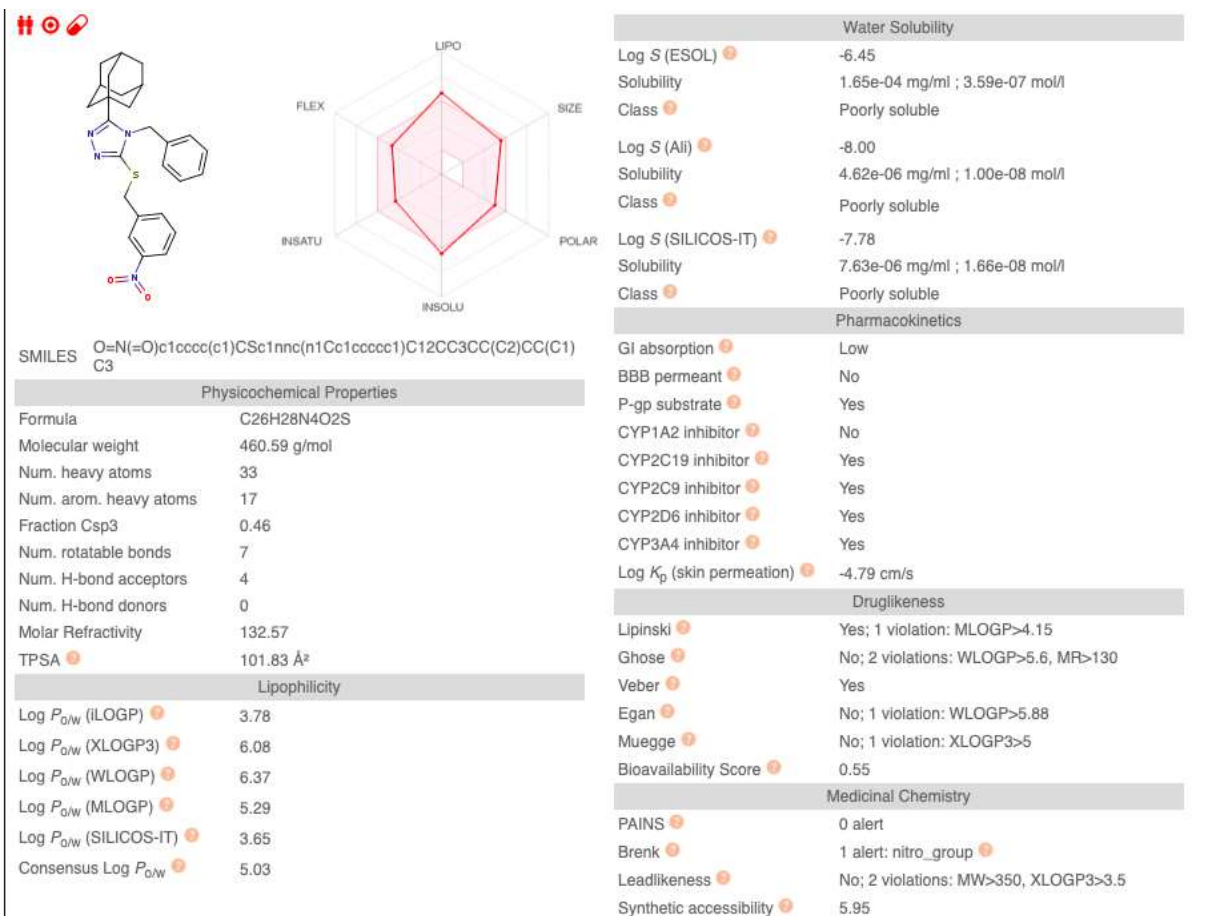 LIPO
FLEX
SIZE
INSATU
POLAR
INSOLU
N
N
N
S
O=N
O
SMILES O=N(=O)c1cccc(c1)CSc1nnc(n1Cc1ccccc1)C12CC3CC(C2)CC(C1)
C3
Physicochemical Properties
Formula C26H28N4O2S
Molecular weight 460.59 g/mol
Num. heavy atoms 33
Num. arom. heavy atoms 17
Fraction Csp3 0.46
Num. rotatable bonds 7
Num. H-bond acceptors 4
Num. H-bond donors 0
Molar Refractivity 132.57
TPSA ? 101.83 Å²
Lipophilicity
Log Po/w (iLOGP) ? 3.78
Log Po/w (XLOGP3) ? 6.08
Log Po/w (WLOGP) ? 6.37
Log Po/w (MLOGP) ? 5.29
Log Po/w (SILICOS-IT) ? 3.65
Consensus Log Po/w ? 5.03
Water Solubility
Log S (ESOL) ? -6.45
Solubility 1.65e-04 mg/ml ; 3.59e-07 mol/l
Class ? Poorly soluble
Log S (Ali) ? -8.00
Solubility 4.62e-06 mg/ml ; 1.00e-08 mol/l
Class ? Poorly soluble
Log S (SILICOS-IT) ? -7.78
Solubility 7.63e-06 mg/ml ; 1.66e-08 mol/l
Class ? Poorly soluble
Pharmacokinetics
GI absorption ? Low
BBB permeant ? No
P-gp substrate ? Yes
CYP1A2 inhibitor ? No
CYP2C19 inhibitor ? Yes
CYP2C9 inhibitor ? Yes
CYP2D6 inhibitor ? Yes
CYP3A4 inhibitor ? Yes
Log Kp (skin permeation) ? -4.79 cm/s
Druglikeness
Lipinski ? Yes; 1 violation: MLOGP>4.15
Ghose ? No; 2 violations: WLOGP>5.6, MR>130
Veber ? Yes
Egan ? No; 1 violation: WLOGP>5.88
Muegge ? No; 1 violation: XLOGP3>5
Bioavailability Score ? 0.55
Medicinal Chemistry
PAINS ? 0 alert
Brenk ? 1 alert: nitro_group ?
Leadlikeness ? No; 2 violations: MW>350, XLOGP3>3.5
Synthetic accessibility ? 5.95